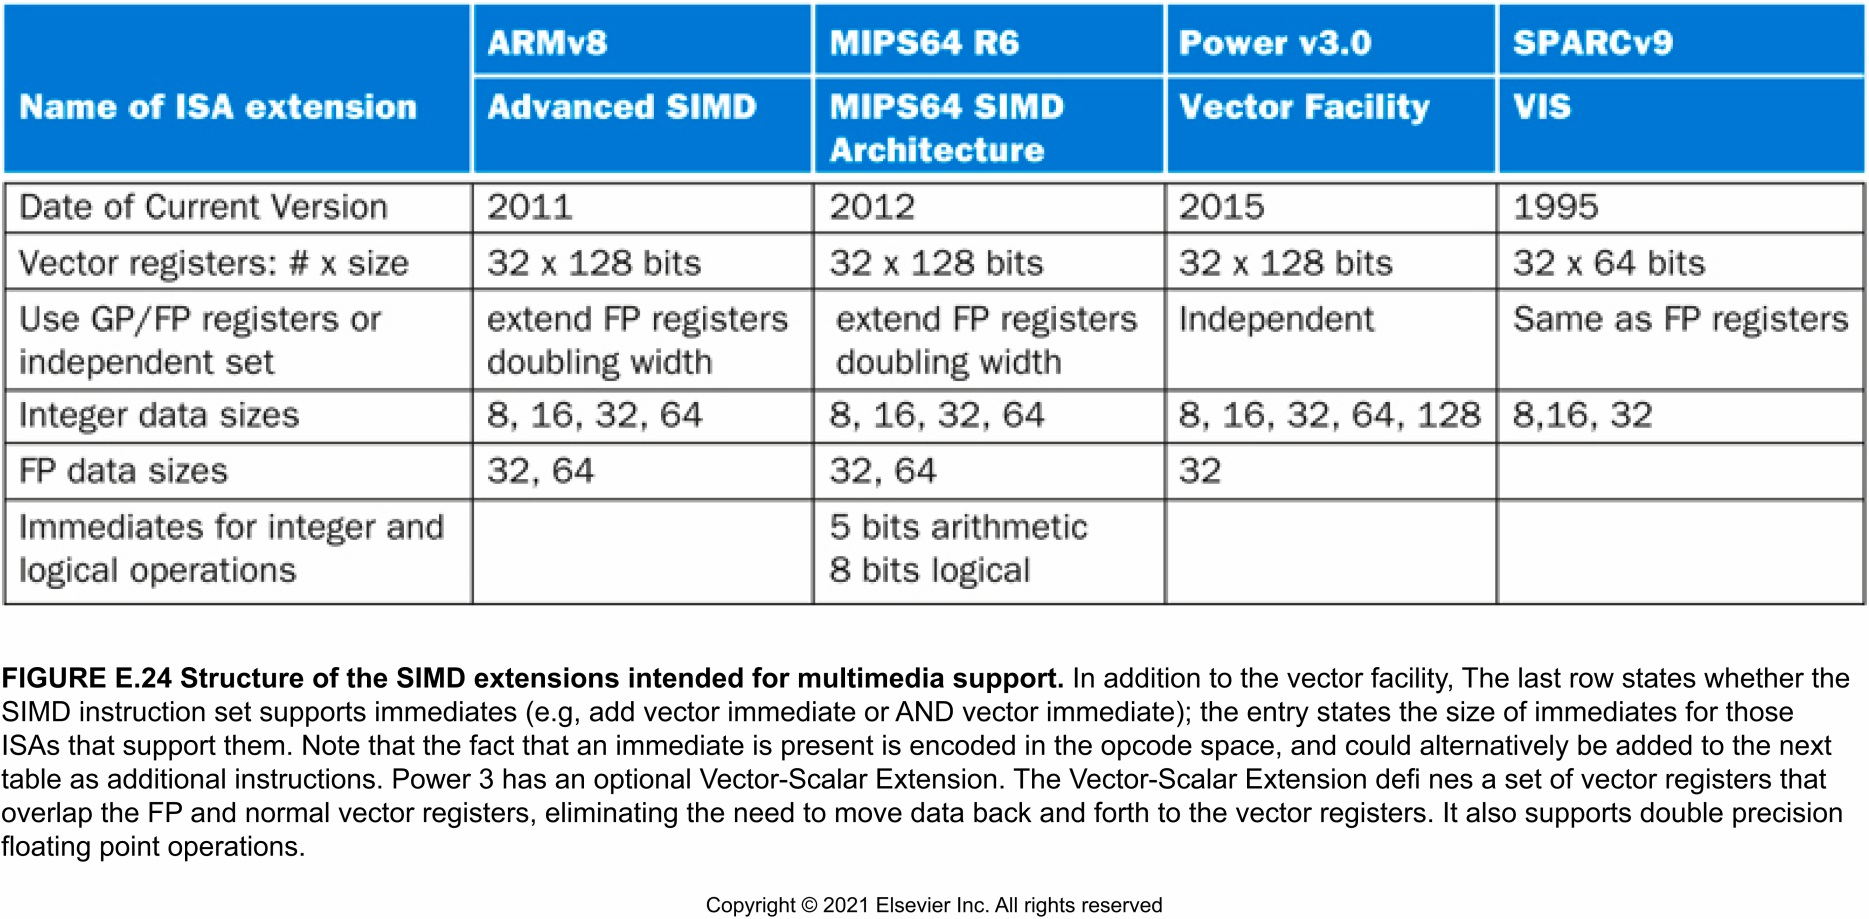 ARMv8 MIPS64 R6 Power v3.0 SPARCv9
Name of ISA extension Advanced SIMD MIPS64 SIMD Vector Facility VIS
Architecture
Date of Current Version 2011 2012 2015 1995
Vector registers: # x size 32 x 128 bits 32 x 128 bits 32 x 128 bits 32 x 64 bits
Use GP/FP registers or extend FP registers extend FP registers Independent Same as FP registers
independent set doubling width doubling width
Integer data sizes 8, 16, 32, 64 8, 16, 32, 64 8, 16, 32, 64, 128 8,16, 32
FP data sizes 32, 64 32, 64 32
Immediates for integer and 5 bits arithmetic
logical operations 8 bits logical
FIGURE E.24 Structure of the SIMD extensions intended for multimedia support. In addition to the vector facility, The last row states whether the
SIMD instruction set supports immediates (e.g, add vector immediate or AND vector immediate); the entry states the size of immediates for those
ISAs that support them. Note that the fact that an immediate is present is encoded in the opcode space, and could alternatively be added to the next
table as additional instructions. Power 3 has an optional Vector-Scalar Extension. The Vector-Scalar Extension defi nes a set of vector registers that
overlap the FP and normal vector registers, eliminating the need to move data back and forth to the vector registers. It also supports double precision
floating point operations.
Copyright © 2021 Elsevier Inc. All rights reserved